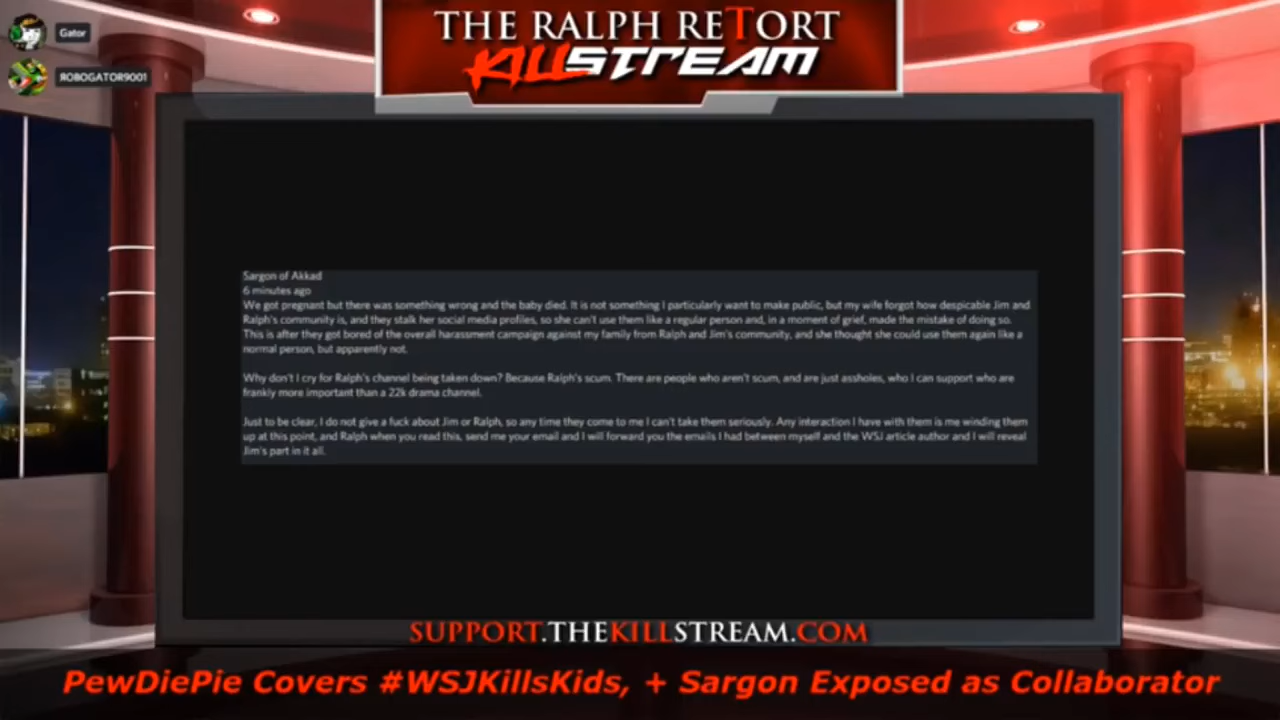 Gator
ROBOGATOR9001
THE RALPH RETORT
KILLSTREAM
Sargon of Akkad
6 minutes ago
We got pregnant but there was something wrong and the baby died. It is not something I particularly want to make public, but my wife forgot how despicable Jim and
Ralph's community is, and they stalk her social media profiles, so she can't use them like a regular person and, in a moment of grief, made the mistake of doing so.
This is after they got bored of the overall harassment campaign against my family from Ralph and Jim's community, and she thought she could use them again like a
normal person, but apparently not.
Why don't I cry for Ralph's channel being taken down? Because Ralph's scum. There are people who aren't scum, and are just assholes, who I can support who are
frankly more important than a 22k drama channel.
Just to be clear, I do not give a fuck about Jim or Ralph, so any time they come to me I can't take them seriously. Any interaction I have with them is me winding them
up at this point, and Ralph when you read this, send me your email and I will forward you the emails I had between myself and the WSJ article author and I will reveal
Jim's part in it all.
SUPPORT.THEKILLSTREAM.COM
PewDiePie Covers #WSJKillsKids, + Sargon Exposed as Collaborator